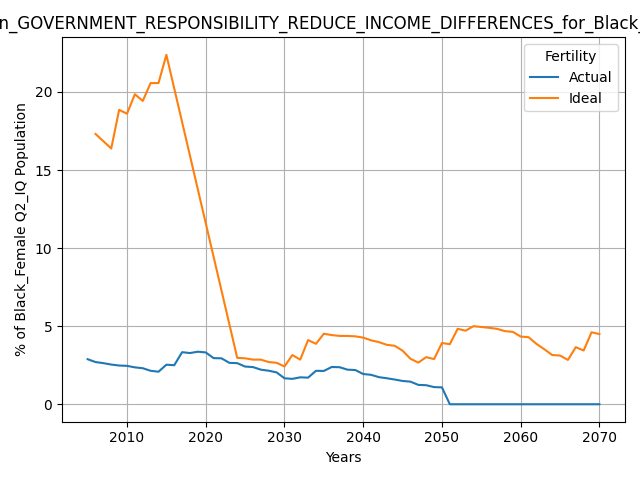 n_GOVERNMENT_RESPONSIBILITY_REDUCE_INCOME_DIFFERENCES_for_Black_
Fertility
Actual
Ideal
% of Black_Female Q2_IQ Population
20
15
10
5
0
2010 2020 2030 2040 2050 2060 2070
Years